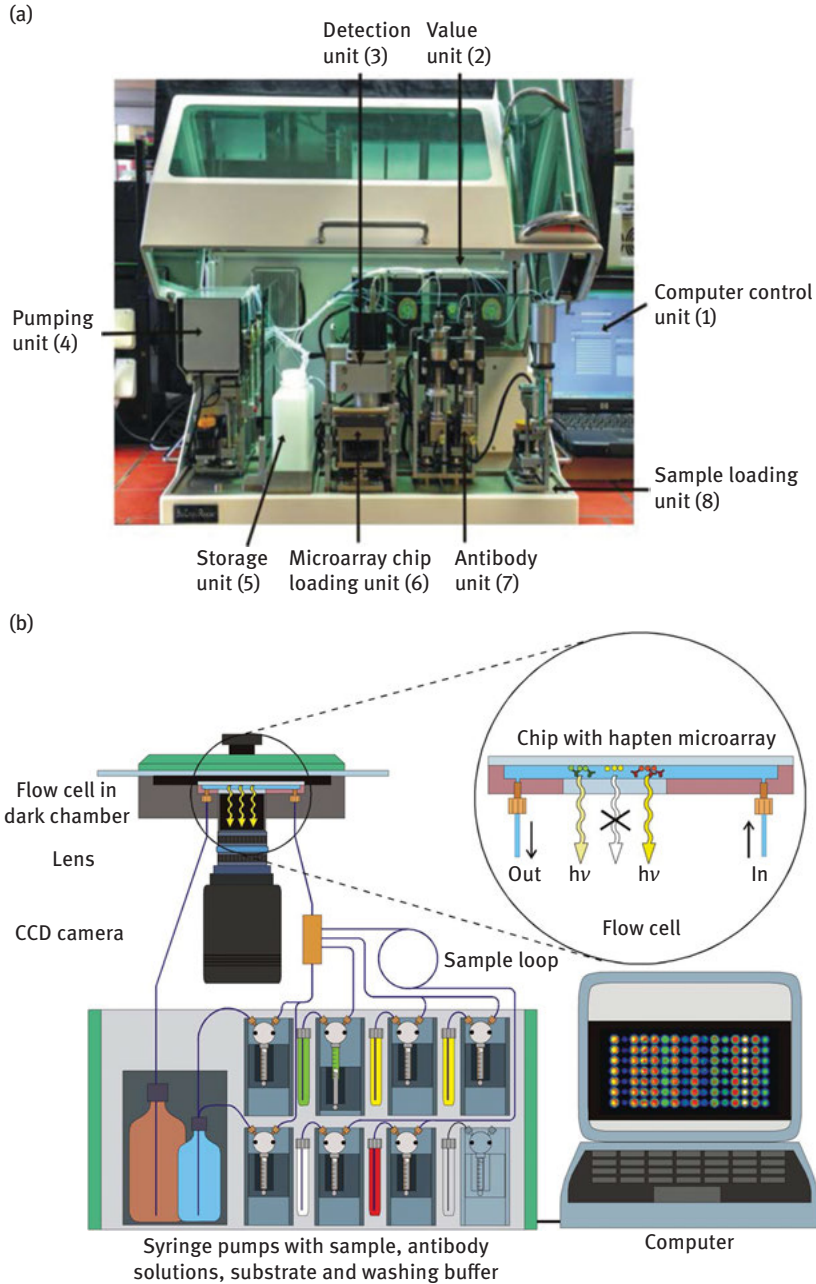 (a)
Detection
unit (3)
Value
unit (2)
Computer control
unit (1)
Pumping
unit (4)
Sample loading
unit (8)
Storage
unit (5)
Microarray chip
loading unit (6)
Antibody
unit (7)
(b)
Chip with hapten microarray
Flow cell in
dark chamber
Lens
Out
hν
hν
In
CCD camera
Flow cell
Sample loop
Syringe pumps with sample, antibody
solutions, substrate and washing buffer
Computer